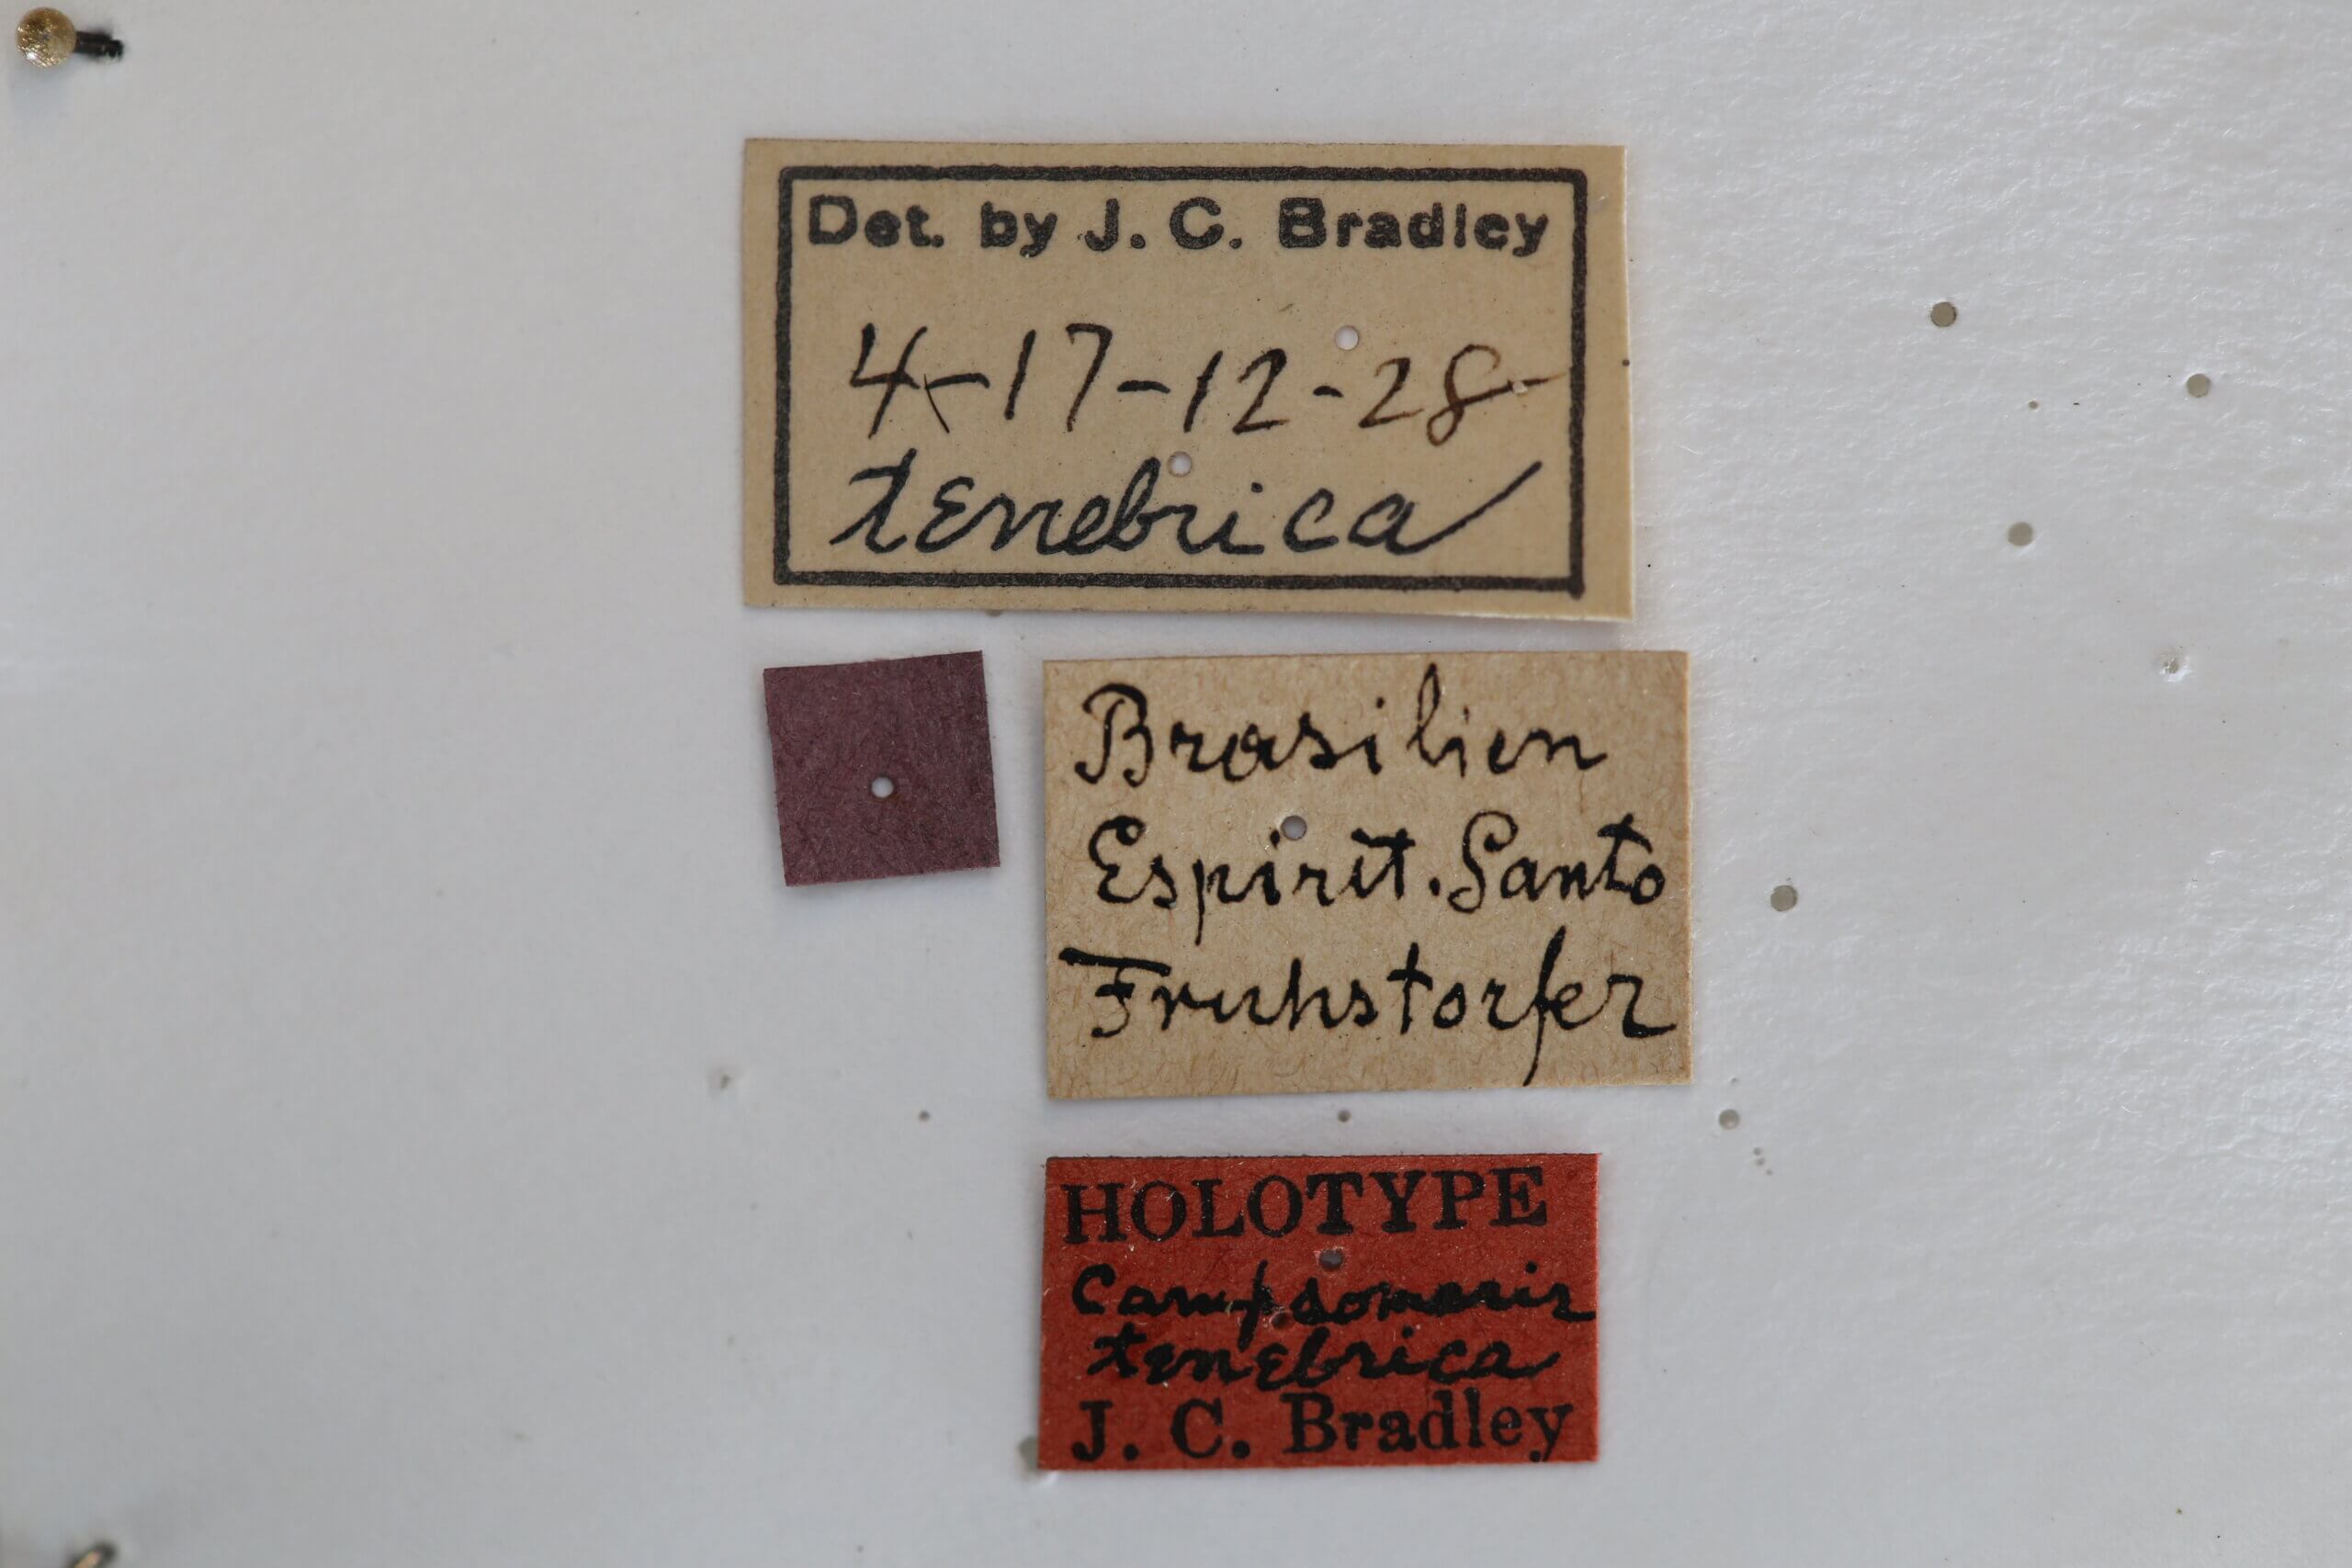 Det. by J. C. Bradley
4-17-12-28-
tenebrica
Brasilien
Espirit. Santo
Fruhstorfer
HOLOTYPE
Campsomeris
tenebrica
J. C. Bradley